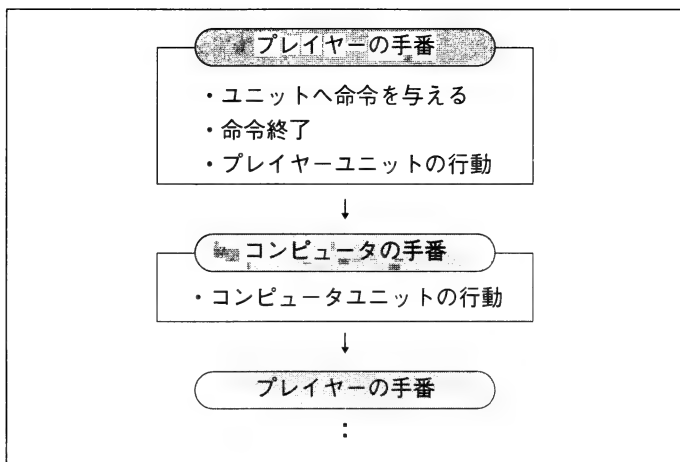 プレイヤーの手番
・ユニットへ命令を与える
・命令終了
・プレイヤーユニットの行動
↓
コンピュータの手番
・コンピュータユニットの行動
↓
プレイヤーの手番
：